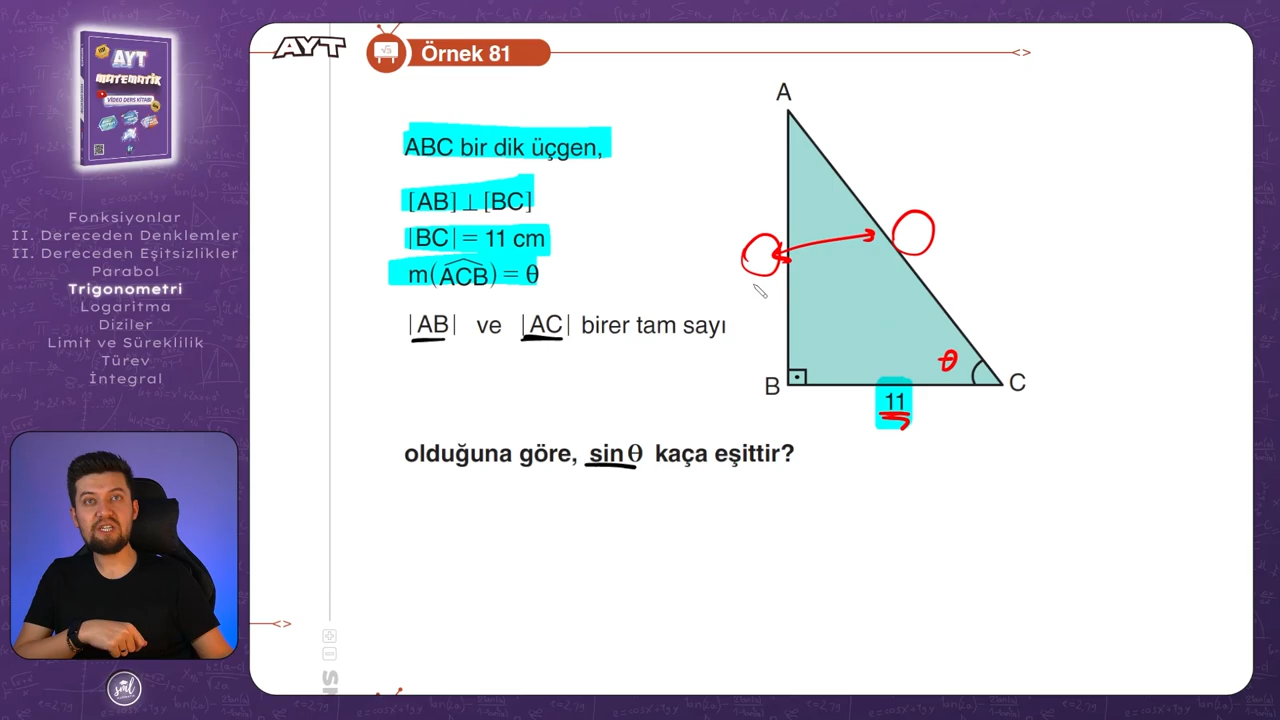 AYT
MATEMATİK
VİDEO DERS KİTABI
Fonksiyonlar
II. Dereceden Denklemler
II. Dereceden Eşitsizlikler
Parabol
Trigonometri
Logaritma
Diziler
Limit ve Süreklilik
Türev
İntegral
sml
AYT
√5
Örnek 81
ABC bir dik üçgen,
[AB] ⊥ [BC]
|BC| = 11 cm
m(ACB) = θ
|AB| ve |AC| birer tam sayı
olduğuna göre, sin θ kaça eşittir?
A
θ
B
C
11